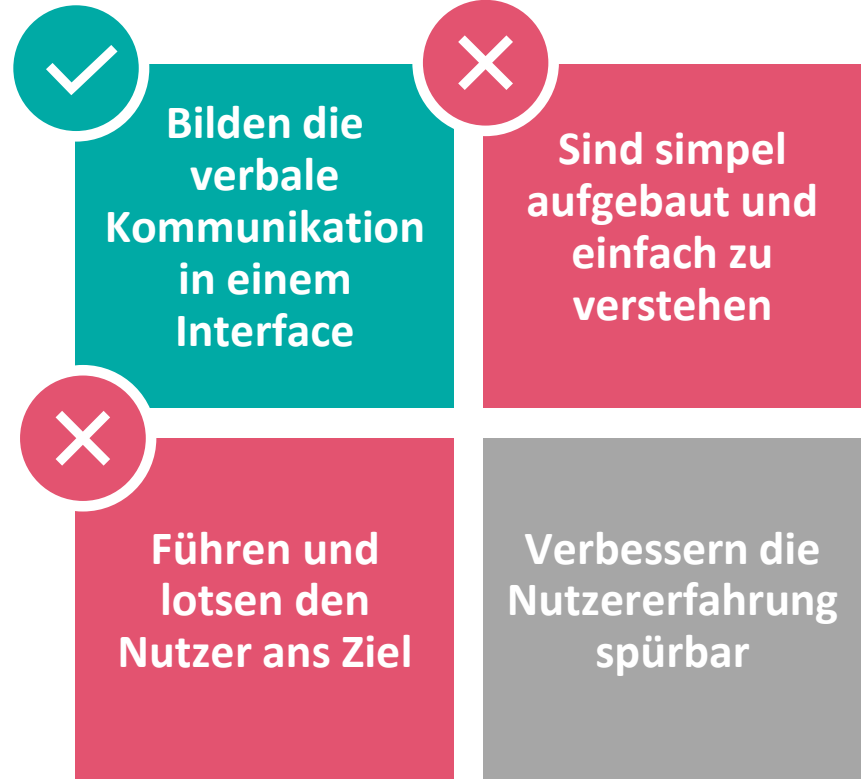 Bilden die
verbale
Kommunikation
in einem
Interface
Sind simpel
aufgebaut und
einfach zu
verstehen
Führen und
lotsen den
Nutzer ans Ziel
Verbessern die
Nutzererfahrung
spürbar